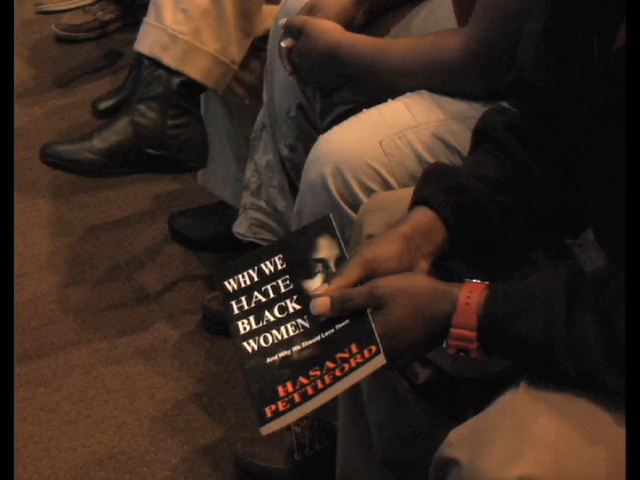 WHY WE
HATE
BLACK
WOMEN
And Why We Should Love Them
HASANI
PETTIFORD